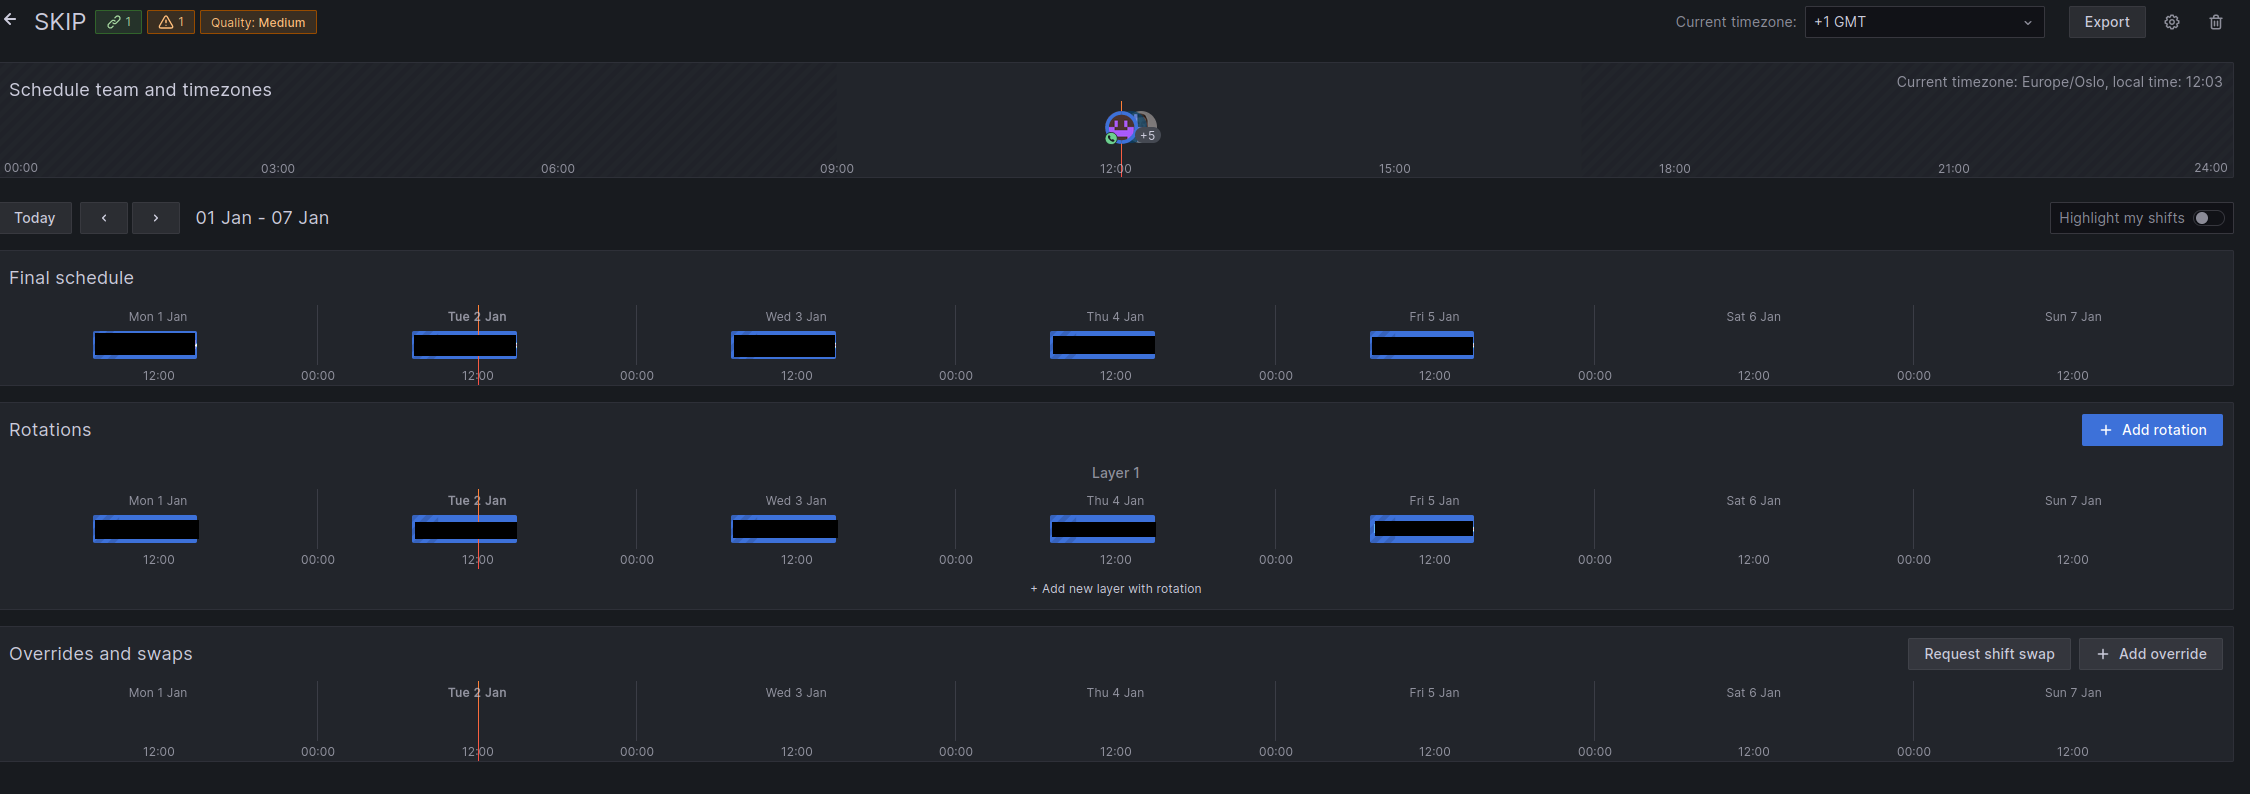 SKIP 1 1 Quality: Medium Current timezone: +1 GMT Export
Schedule team and timezones Current timezone: Europe/Oslo, local time: 12:03
+5
00:00 03:00 06:00 09:00 12:00 15:00 18:00 21:00 24:00
Today 01 Jan - 07 Jan Highlight my shifts
Final schedule
Mon 1 Jan Tue 2 Jan Wed 3 Jan Thu 4 Jan Fri 5 Jan Sat 6 Jan Sun 7 Jan
12:00 00:00 12:00 00:00 12:00 00:00 12:00 00:00 12:00 00:00 12:00 00:00 12:00
Rotations + Add rotation
Layer 1
Mon 1 Jan Tue 2 Jan Wed 3 Jan Thu 4 Jan Fri 5 Jan Sat 6 Jan Sun 7 Jan
12:00 00:00 12:00 00:00 12:00 00:00 12:00 00:00 12:00 00:00 12:00 00:00 12:00
+ Add new layer with rotation
Overrides and swaps Request shift swap + Add override
Mon 1 Jan Tue 2 Jan Wed 3 Jan Thu 4 Jan Fri 5 Jan Sat 6 Jan Sun 7 Jan
12:00 00:00 12:00 00:00 12:00 00:00 12:00 00:00 12:00 00:00 12:00 00:00 12:00